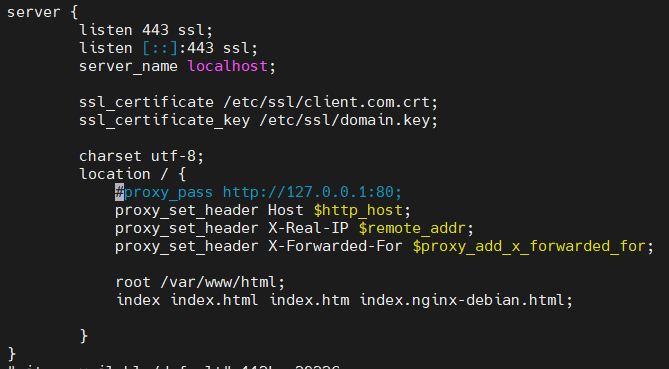 server {
listen 443 ssl;
listen [::]:443 ssl;
server_name localhost;
ssl_certificate /etc/ssl/client.com.crt;
ssl_certificate_key /etc/ssl/domain.key;
charset utf-8;
location / {
#proxy_pass http://127.0.0.1:80;
proxy_set_header Host $http_host;
proxy_set_header X-Real-IP $remote_addr;
proxy_set_header X-Forwarded-For $proxy_add_x_forwarded_for;
root /var/www/html;
index index.html index.htm index.nginx-debian.html;
}
}